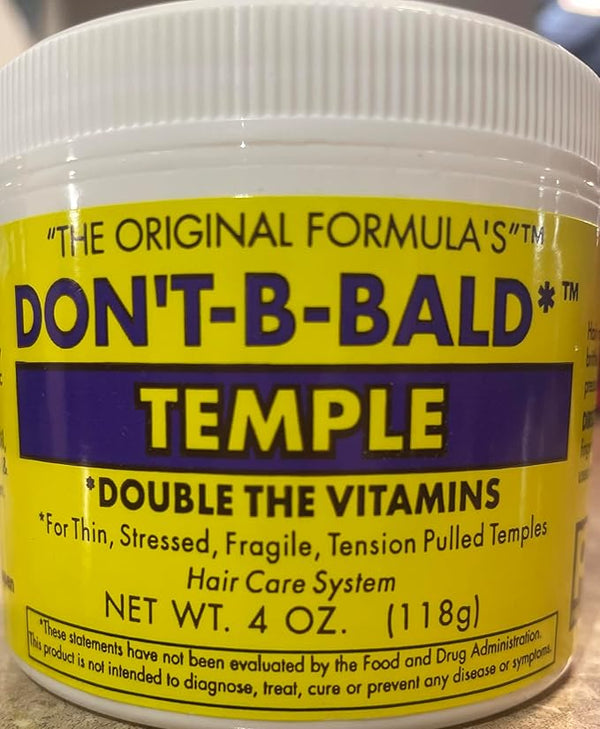 "THE ORIGINAL FORMULA'S"™
DON'T-B-BALD*™
TEMPLE
*DOUBLE THE VITAMINS
*For Thin, Stressed, Fragile, Tension Pulled Temples
Hair Care System
NET WT. 4 OZ. (118g)
*These statements have not been evaluated by the Food and Drug Administration.
This product is not intended to diagnose, treat, cure or prevent any disease or symptoms.